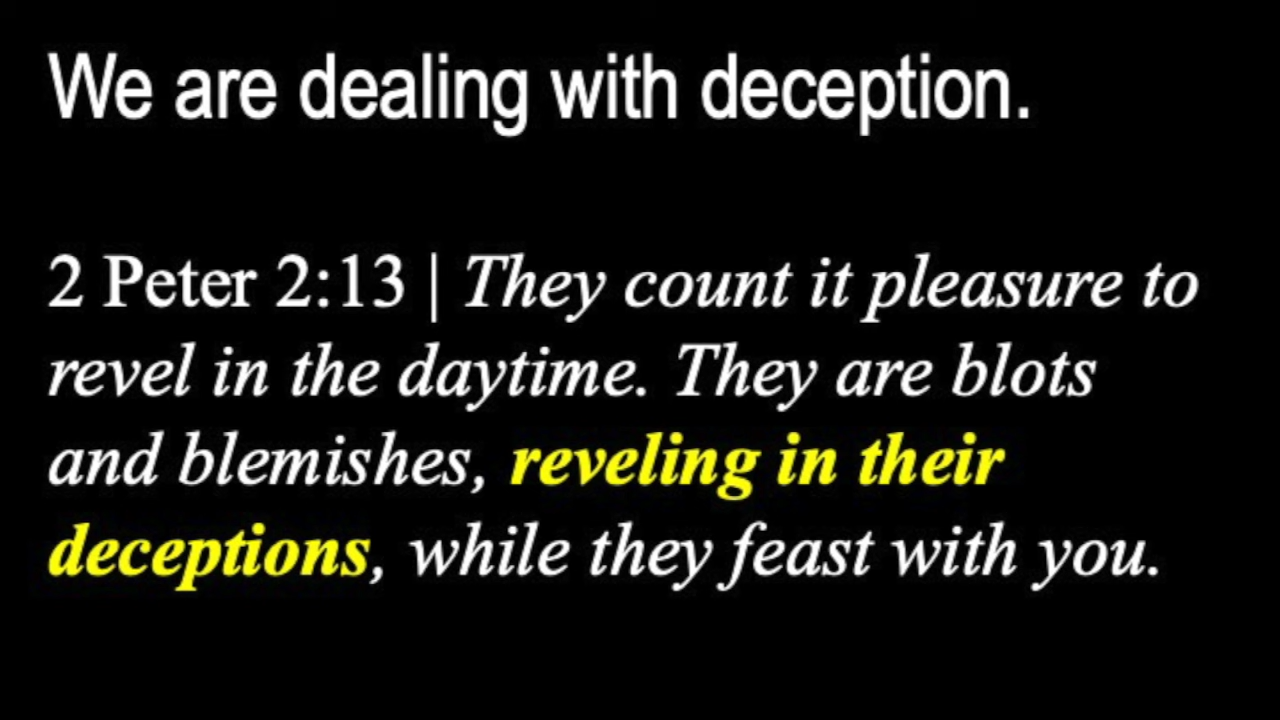 We are dealing with deception.
2 Peter 2:13 | They count it pleasure to
revel in the daytime. They are blots
and blemishes, reveling in their
deceptions, while they feast with you.